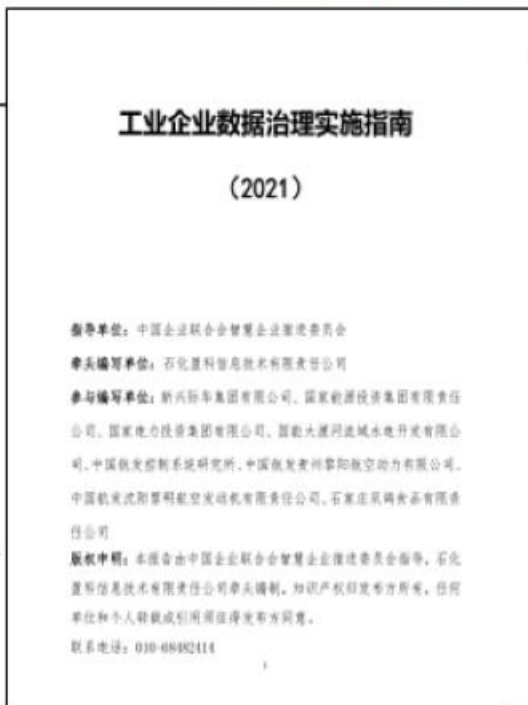 工业企业数据治理实施指南
（2021）
指导单位：中国企业联合会智慧企业推进委员会
牵头编写单位：石化盈科信息技术有限责任公司
参与编写单位：新兴际华集团有限公司、国家能源投资集团有限责任
公司、国家电力投资集团有限公司、国能大渡河流域水电开发有限公
司、中国航发控制系统研究所、中国航发贵州黎阳航空动力有限公司、
中国航发沈阳黎明航空发动机有限责任公司、石家庄君乐食品有限责
任公司
版权申明：本报告由中国企业联合会智慧企业推进委员会指导，石化
盈科信息技术有限责任公司牵头编制，知识产权归发布方所有，任何
单位和个人转载或引用须征得发布方同意。
联系电话：010-68482414
1